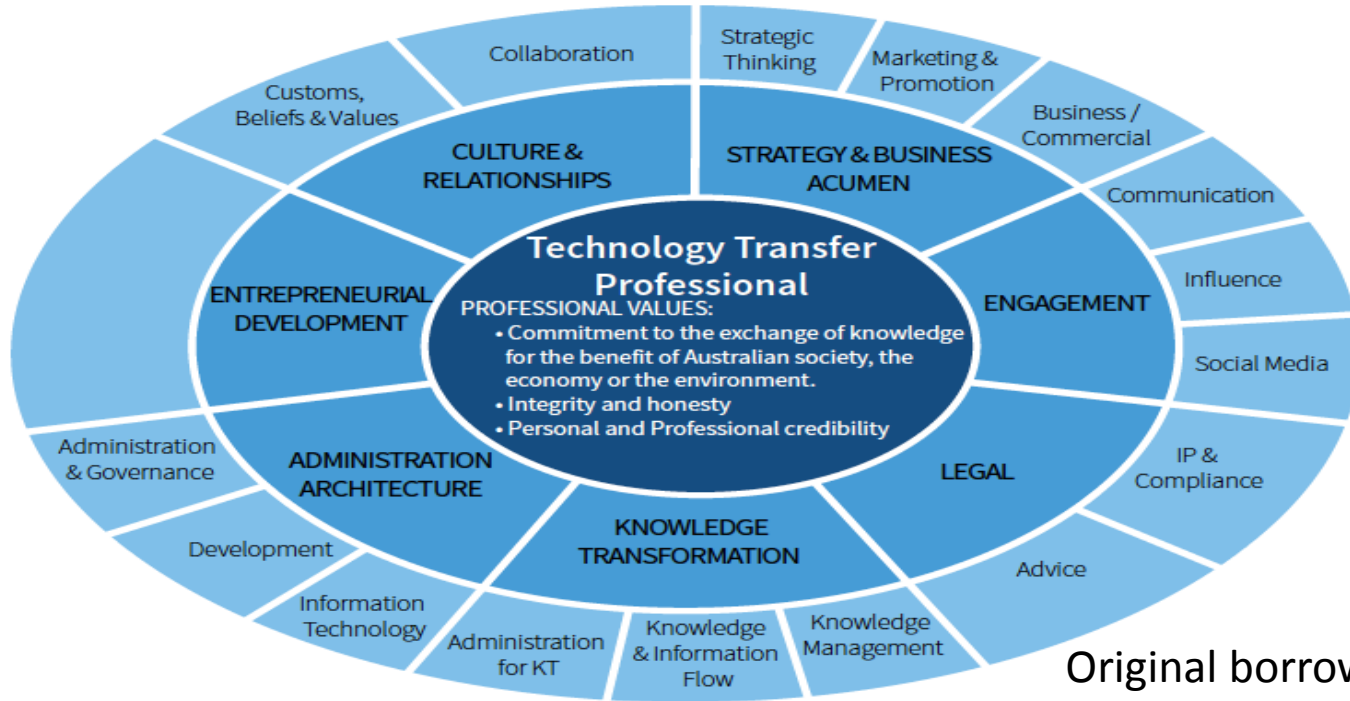 Collaboration
Strategic
Thinking
Marketing &
Promotion
Customs,
Beliefs & Values
Business /
Commercial
CULTURE &
RELATIONSHIPS
STRATEGY & BUSINESS
ACUMEN
Communication
Influence
Social Media
ENTREPRENEURIAL
DEVELOPMENT
ENGAGEMENT
Technology Transfer
Professional
PROFESSIONAL VALUES:
• Commitment to the exchange of knowledge
for the benefit of Australian society, the
economy or the environment.
• Integrity and honesty
• Personal and Professional credibility
Administration
& Governance
ADMINISTRATION
ARCHITECTURE
LEGAL
IP &
Compliance
KNOWLEDGE
TRANSFORMATION
Development
Advice
Information
Technology
Administration
for KT
Knowledge
& Information
Flow
Knowledge
Management
Original